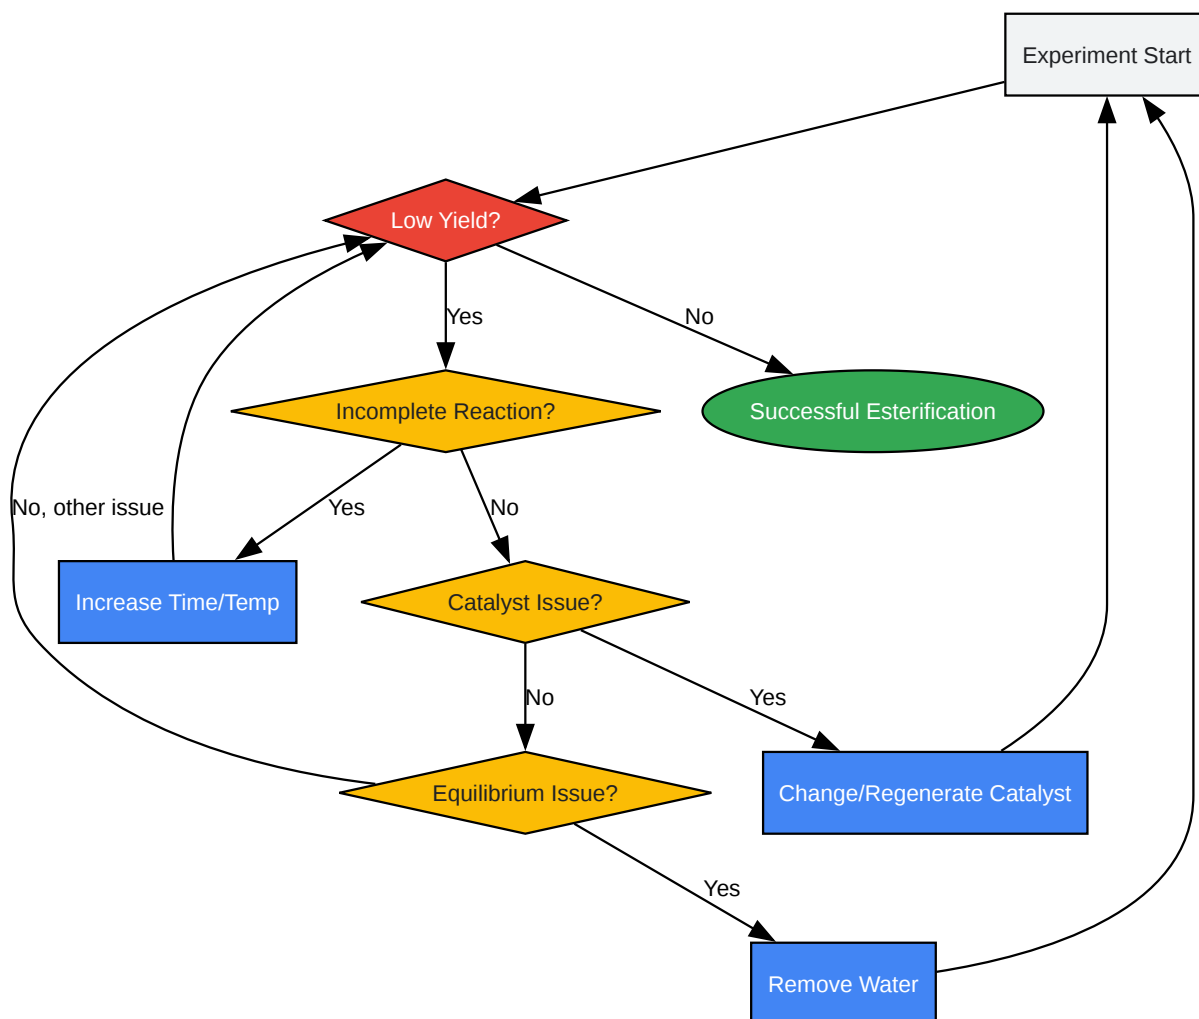 Experiment Start
Low Yield?
Yes
No
Incomplete Reaction?
Successful Esterification
No, other issue
Yes
No
Increase Time/Temp
Catalyst Issue?
No
Yes
Equilibrium Issue?
Change/Regenerate Catalyst
Yes
Remove Water